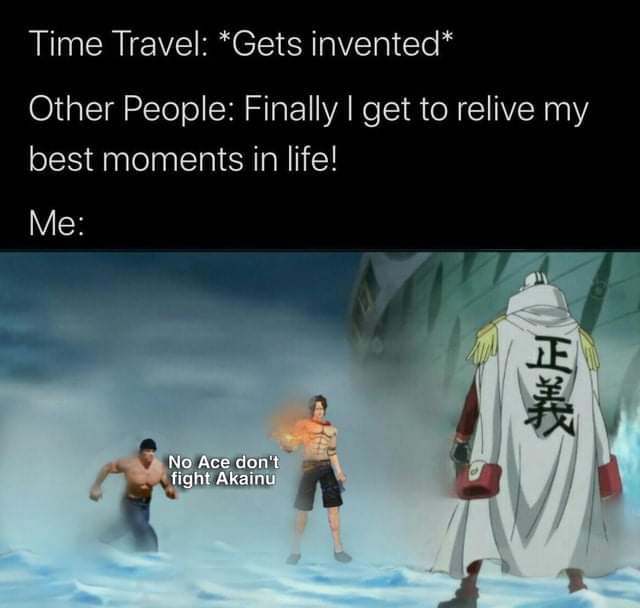 Time Travel: *Gets invented*
Other People: Finally I get to relive my
best moments in life!
Me:
No Ace don't
fight Akainu
正
義